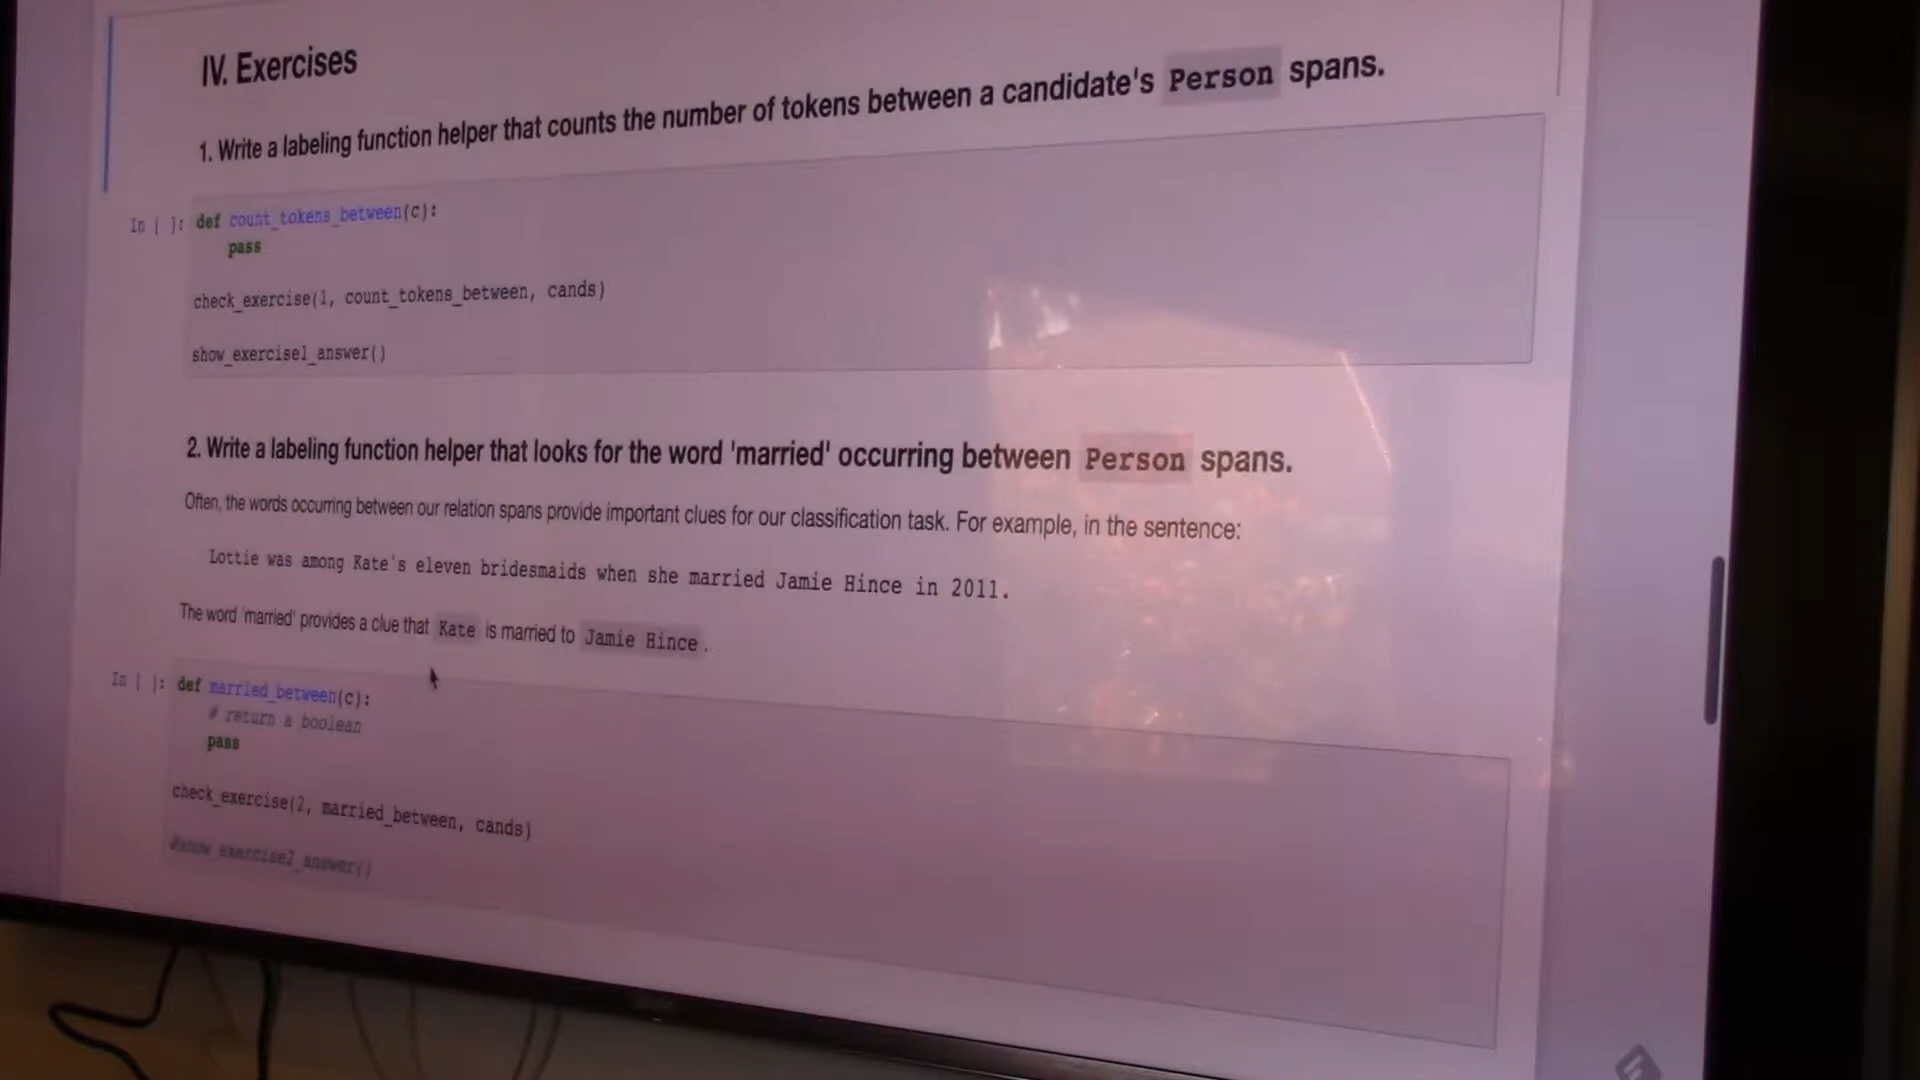 IV. Exercises
1. Write a labeling function helper that counts the number of tokens between a candidate's Person spans.
In [ ]: def count_tokens_between(c):
pass
check_exercise(1, count_tokens_between, cands)
show_exercise1_answer()
2. Write a labeling function helper that looks for the word 'married' occurring between Person spans.
Often, the words occurring between our relation spans provide important clues for our classification task. For example, in the sentence:
Lottie was among Kate's eleven bridesmaids when she married Jamie Hince in 2011.
The word 'married' provides a clue that Kate is married to Jamie Hince .
In [ ]: def married_between(c):
# return a boolean
pass
check_exercise(2, married_between, cands)
#show_exercise2_answer()